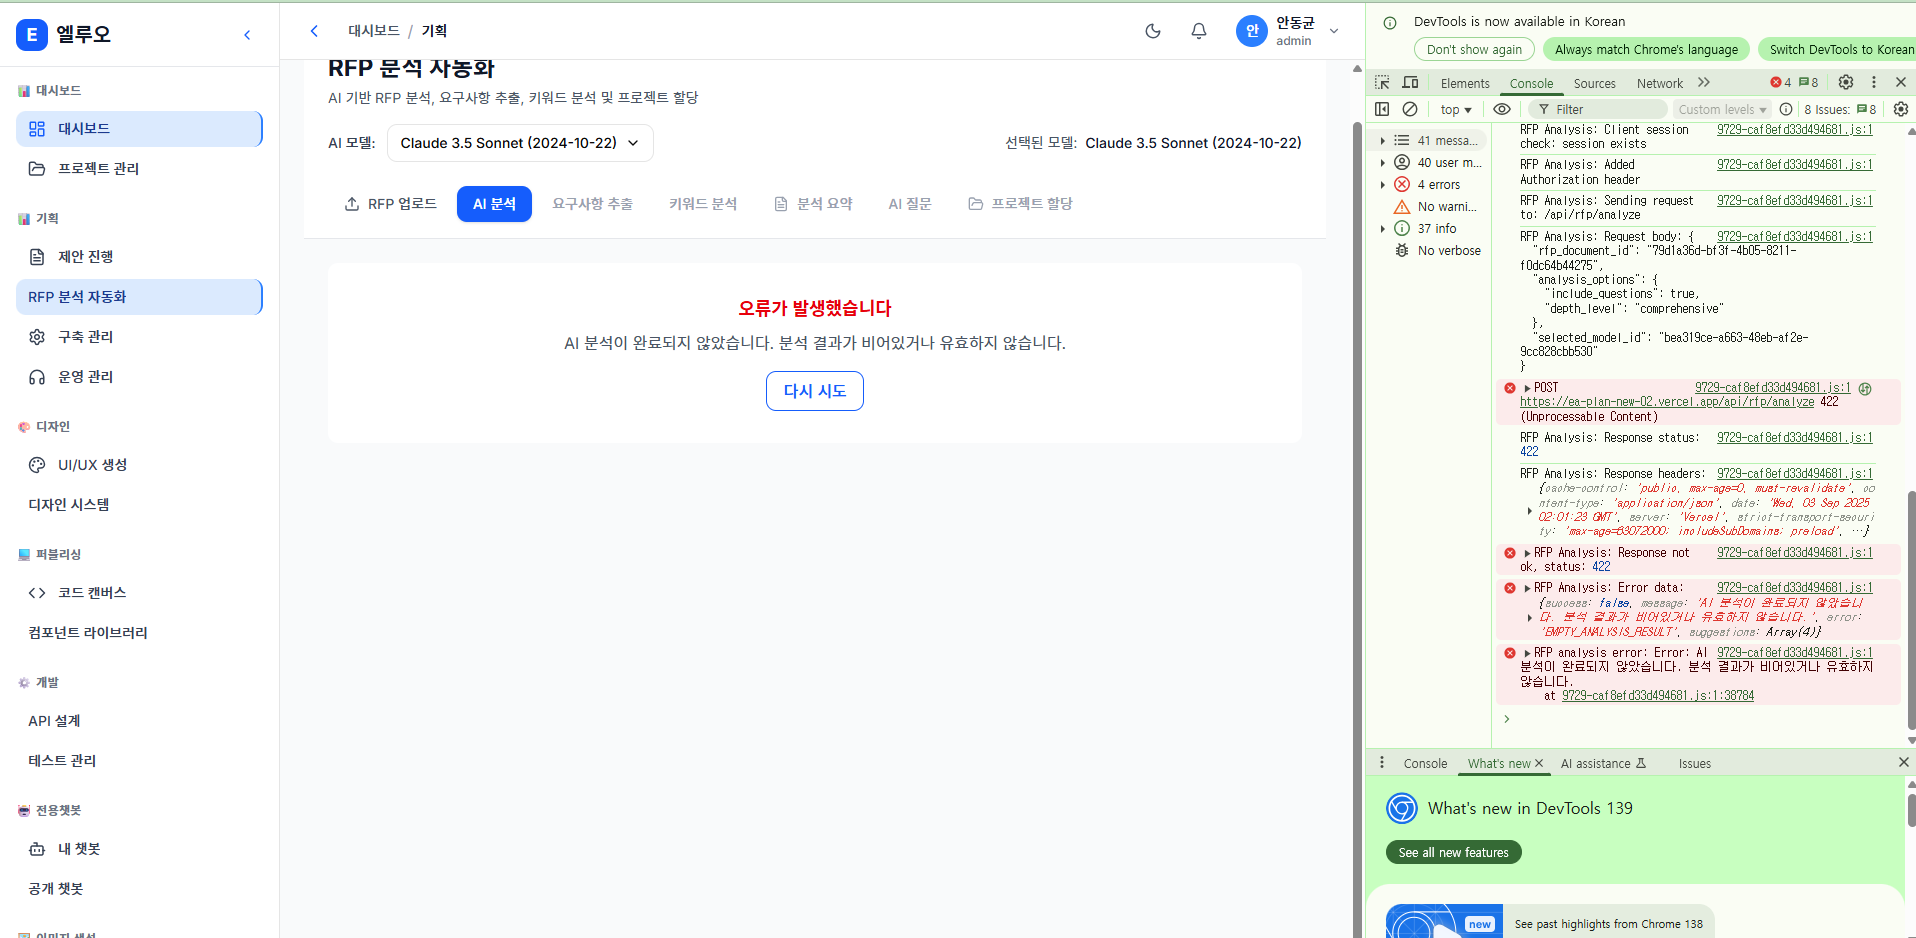 E 엘루오
대시보드
대시보드
프로젝트 관리
기획
제안 진행
RFP 분석 자동화
구축 관리
운영 관리
디자인
UI/UX 생성
디자인 시스템
퍼블리싱
코드 캔버스
컴포넌트 라이브러리
개발
API 설계
테스트 관리
전용챗봇
내 챗봇
공개 챗봇
대시보드 / 기획
안 안동균
admin
RFP 분석 자동화
AI 기반 RFP 분석, 요구사항 추출, 키워드 분석 및 프로젝트 할당
AI 모델: Claude 3.5 Sonnet (2024-10-22)
선택된 모델: Claude 3.5 Sonnet (2024-10-22)
RFP 업로드 AI 분석 요구사항 추출 키워드 분석 분석 요약 AI 질문 프로젝트 할당
오류가 발생했습니다
AI 분석이 완료되지 않았습니다. 분석 결과가 비어있거나 유효하지 않습니다.
다시 시도
DevTools is now available in Korean
Don't show again Always match Chrome's language Switch DevTools to Korean
Elements Console Sources Network 4 8
top Filter Custom levels 8 Issues: 8
41 messa...
40 user m...
4 errors
No warni...
37 info
No verbose
RFP Analysis: Client session 9729-caf8efd33d494681.js:1
check: session exists
RFP Analysis: Added 9729-caf8efd33d494681.js:1
Authorization header
RFP Analysis: Sending request 9729-caf8efd33d494681.js:1
to: /api/rfp/analyze
RFP Analysis: Request body: { 9729-caf8efd33d494681.js:1
"rfp_document_id": "79d1a36d-bf3f-4b05-8211-
f0dc64b44275",
"analysis_options": {
"include_questions": true,
"depth_level": "comprehensive"
},
"selected_model_id": "bea319ce-a663-48eb-af2e-
9cc828cbb530"
}
POST 9729-caf8efd33d494681.js:1
https://ea-plan-new-02.vercel.app/api/rfp/analyze 422
(Unprocessable Content)
RFP Analysis: Response status: 9729-caf8efd33d494681.js:1
422
RFP Analysis: Response headers: 9729-caf8efd33d494681.js:1
{cache-control: 'public, max-age=0, must-revalidate', co
ntent-type: 'application/json', date: 'Wed, 03 Sep 2025
02:01:23 GMT', server: 'Vercel', strict-transport-securi
ty: 'max-age=63072000; includeSubDomains; preload', …}
RFP Analysis: Response not 9729-caf8efd33d494681.js:1
ok, status: 422
RFP Analysis: Error data: 9729-caf8efd33d494681.js:1
{success: false, message: 'AI 분석이 완료되지 않았습니
다. 분석 결과가 비어있거나 유효하지 않습니다.', error:
'EMPTY_ANALYSIS_RESULT', suggestions: Array(4)}
RFP analysis error: Error: AI 9729-caf8efd33d494681.js:1
분석이 완료되지 않았습니다. 분석 결과가 비어있거나 유효하지
않습니다.
at 9729-caf8efd33d494681.js:1:38784
Console What's new AI assistance Issues
What's new in DevTools 139
See all new features
new See past highlights from Chrome 138